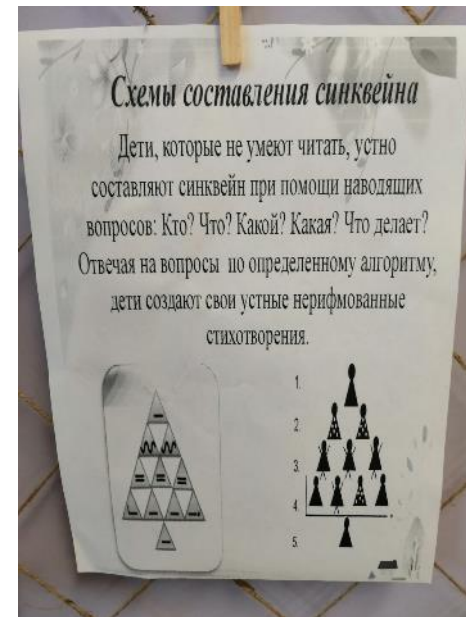 Схемы составления синквейна
Дети, которые не умеют читать, устно
составляют синквейн при помощи наводящих
вопросов: Кто? Что? Какой? Какая? Что делает?
Отвечая на вопросы по определенному алгоритму,
дети создают свои устные нерифмованные
стихотворения.
1.
2.
3.
4.
5.